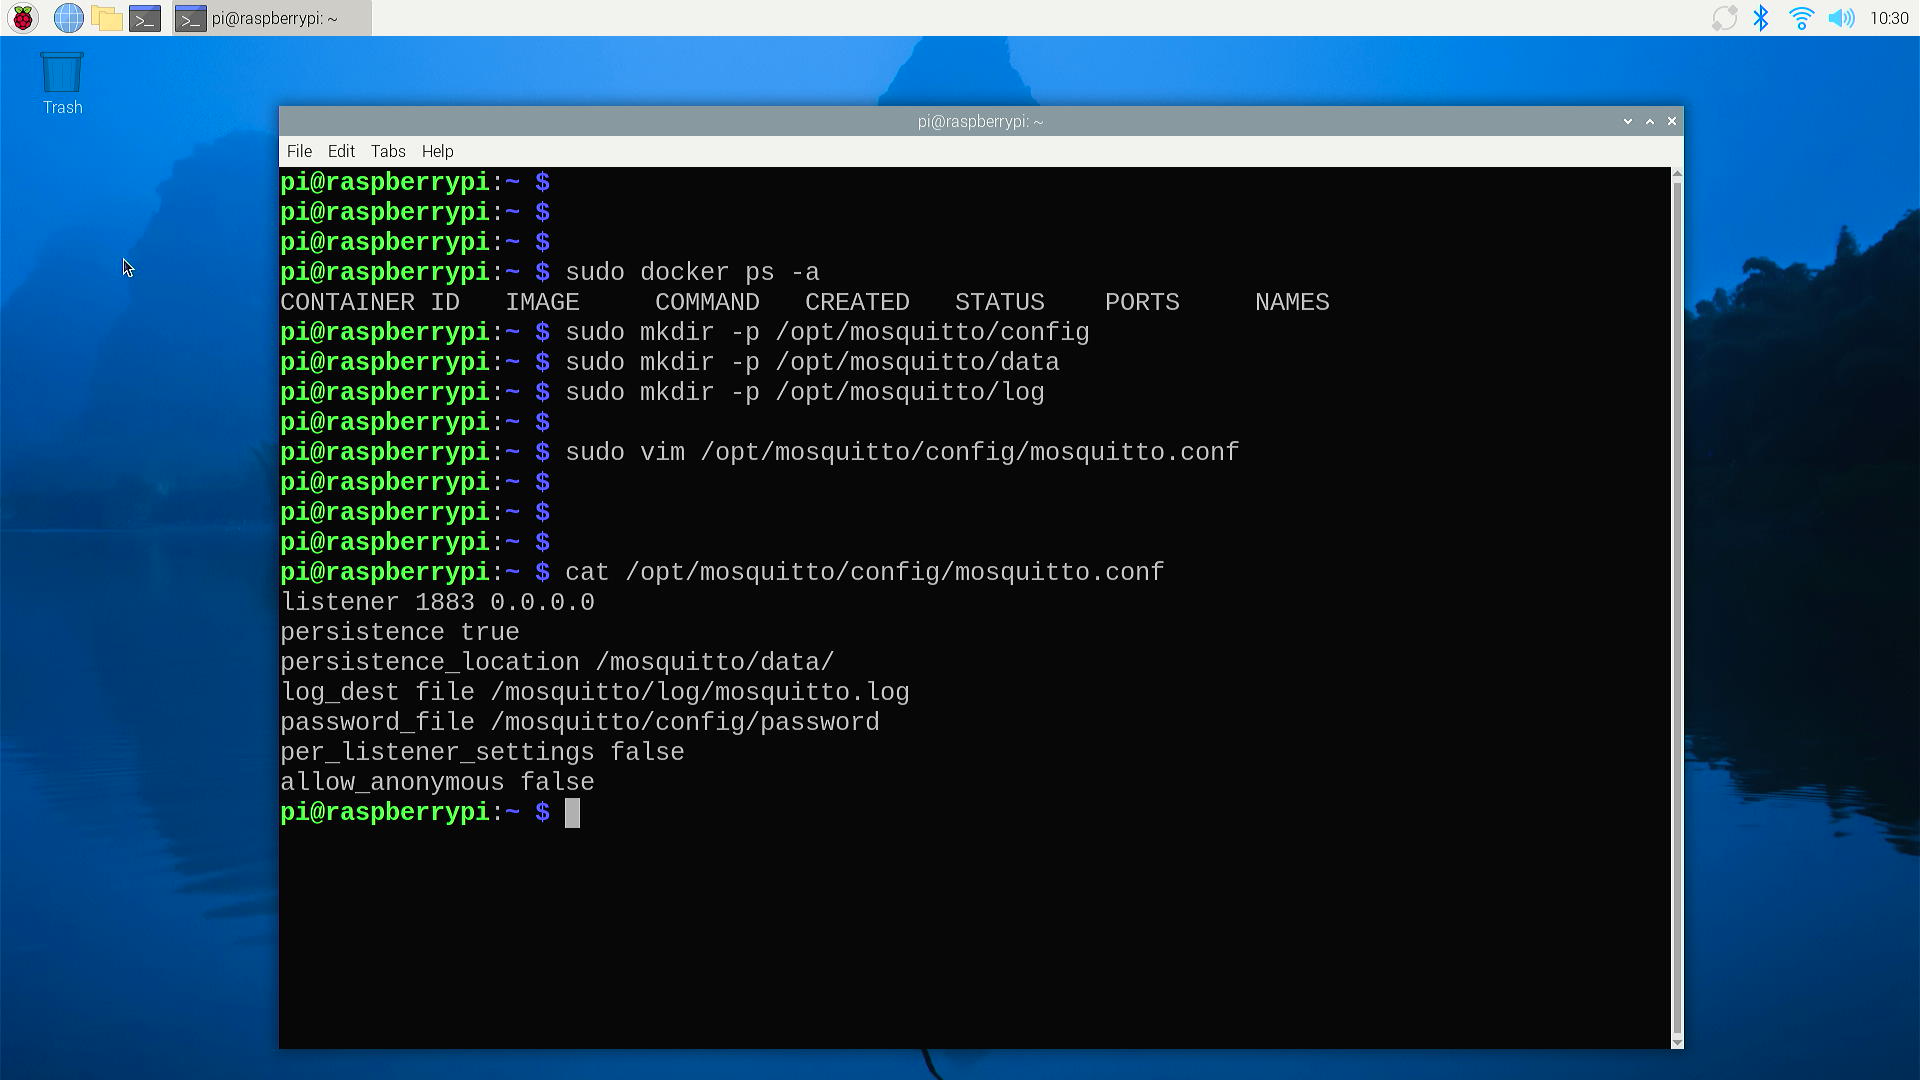 pi@raspberrypi: ~
10:30
Trash
pi@raspberrypi: ~
File Edit Tabs Help
pi@raspberrypi:~ $
pi@raspberrypi:~ $
pi@raspberrypi:~ $
pi@raspberrypi:~ $ sudo docker ps -a
CONTAINER ID   IMAGE     COMMAND   CREATED   STATUS    PORTS     NAMES
pi@raspberrypi:~ $ sudo mkdir -p /opt/mosquitto/config
pi@raspberrypi:~ $ sudo mkdir -p /opt/mosquitto/data
pi@raspberrypi:~ $ sudo mkdir -p /opt/mosquitto/log
pi@raspberrypi:~ $
pi@raspberrypi:~ $ sudo vim /opt/mosquitto/config/mosquitto.conf
pi@raspberrypi:~ $
pi@raspberrypi:~ $
pi@raspberrypi:~ $
pi@raspberrypi:~ $ cat /opt/mosquitto/config/mosquitto.conf
listener 1883 0.0.0.0
persistence true
persistence_location /mosquitto/data/
log_dest file /mosquitto/log/mosquitto.log
password_file /mosquitto/config/password
per_listener_settings false
allow_anonymous false
pi@raspberrypi:~ $